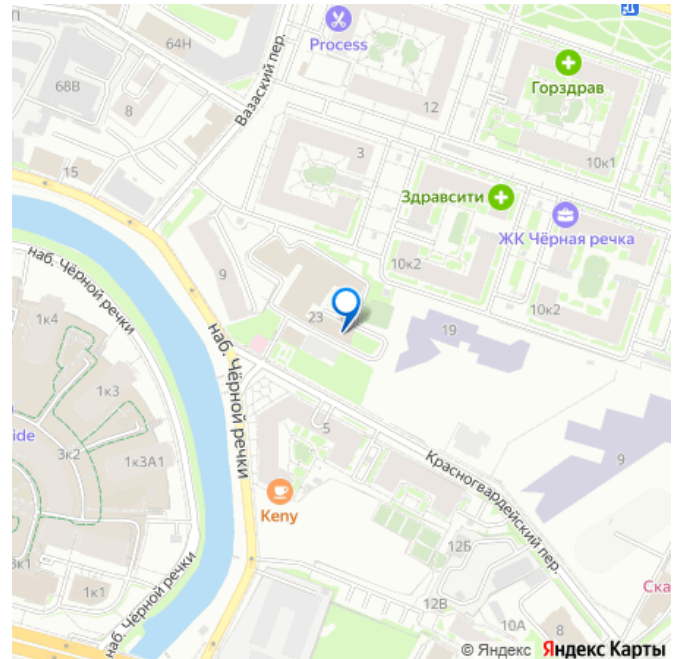 64Н
Process
Вазаский пер.
68В
8
12
Горздрав
10к1
15
3
Здравсити
ЖК Чёрная речка
наб. Чёрной речки
9
10к2
10к2
23
19
1к4
наб. Чёрной речки
1к3
5
ide
3к2
1к3А1
Красногвардейский пер.
9
Keny
12Б
1к1
наб. Чёрной речки
12В
10А
8
Ска
© Яндекс Яндекс Карты